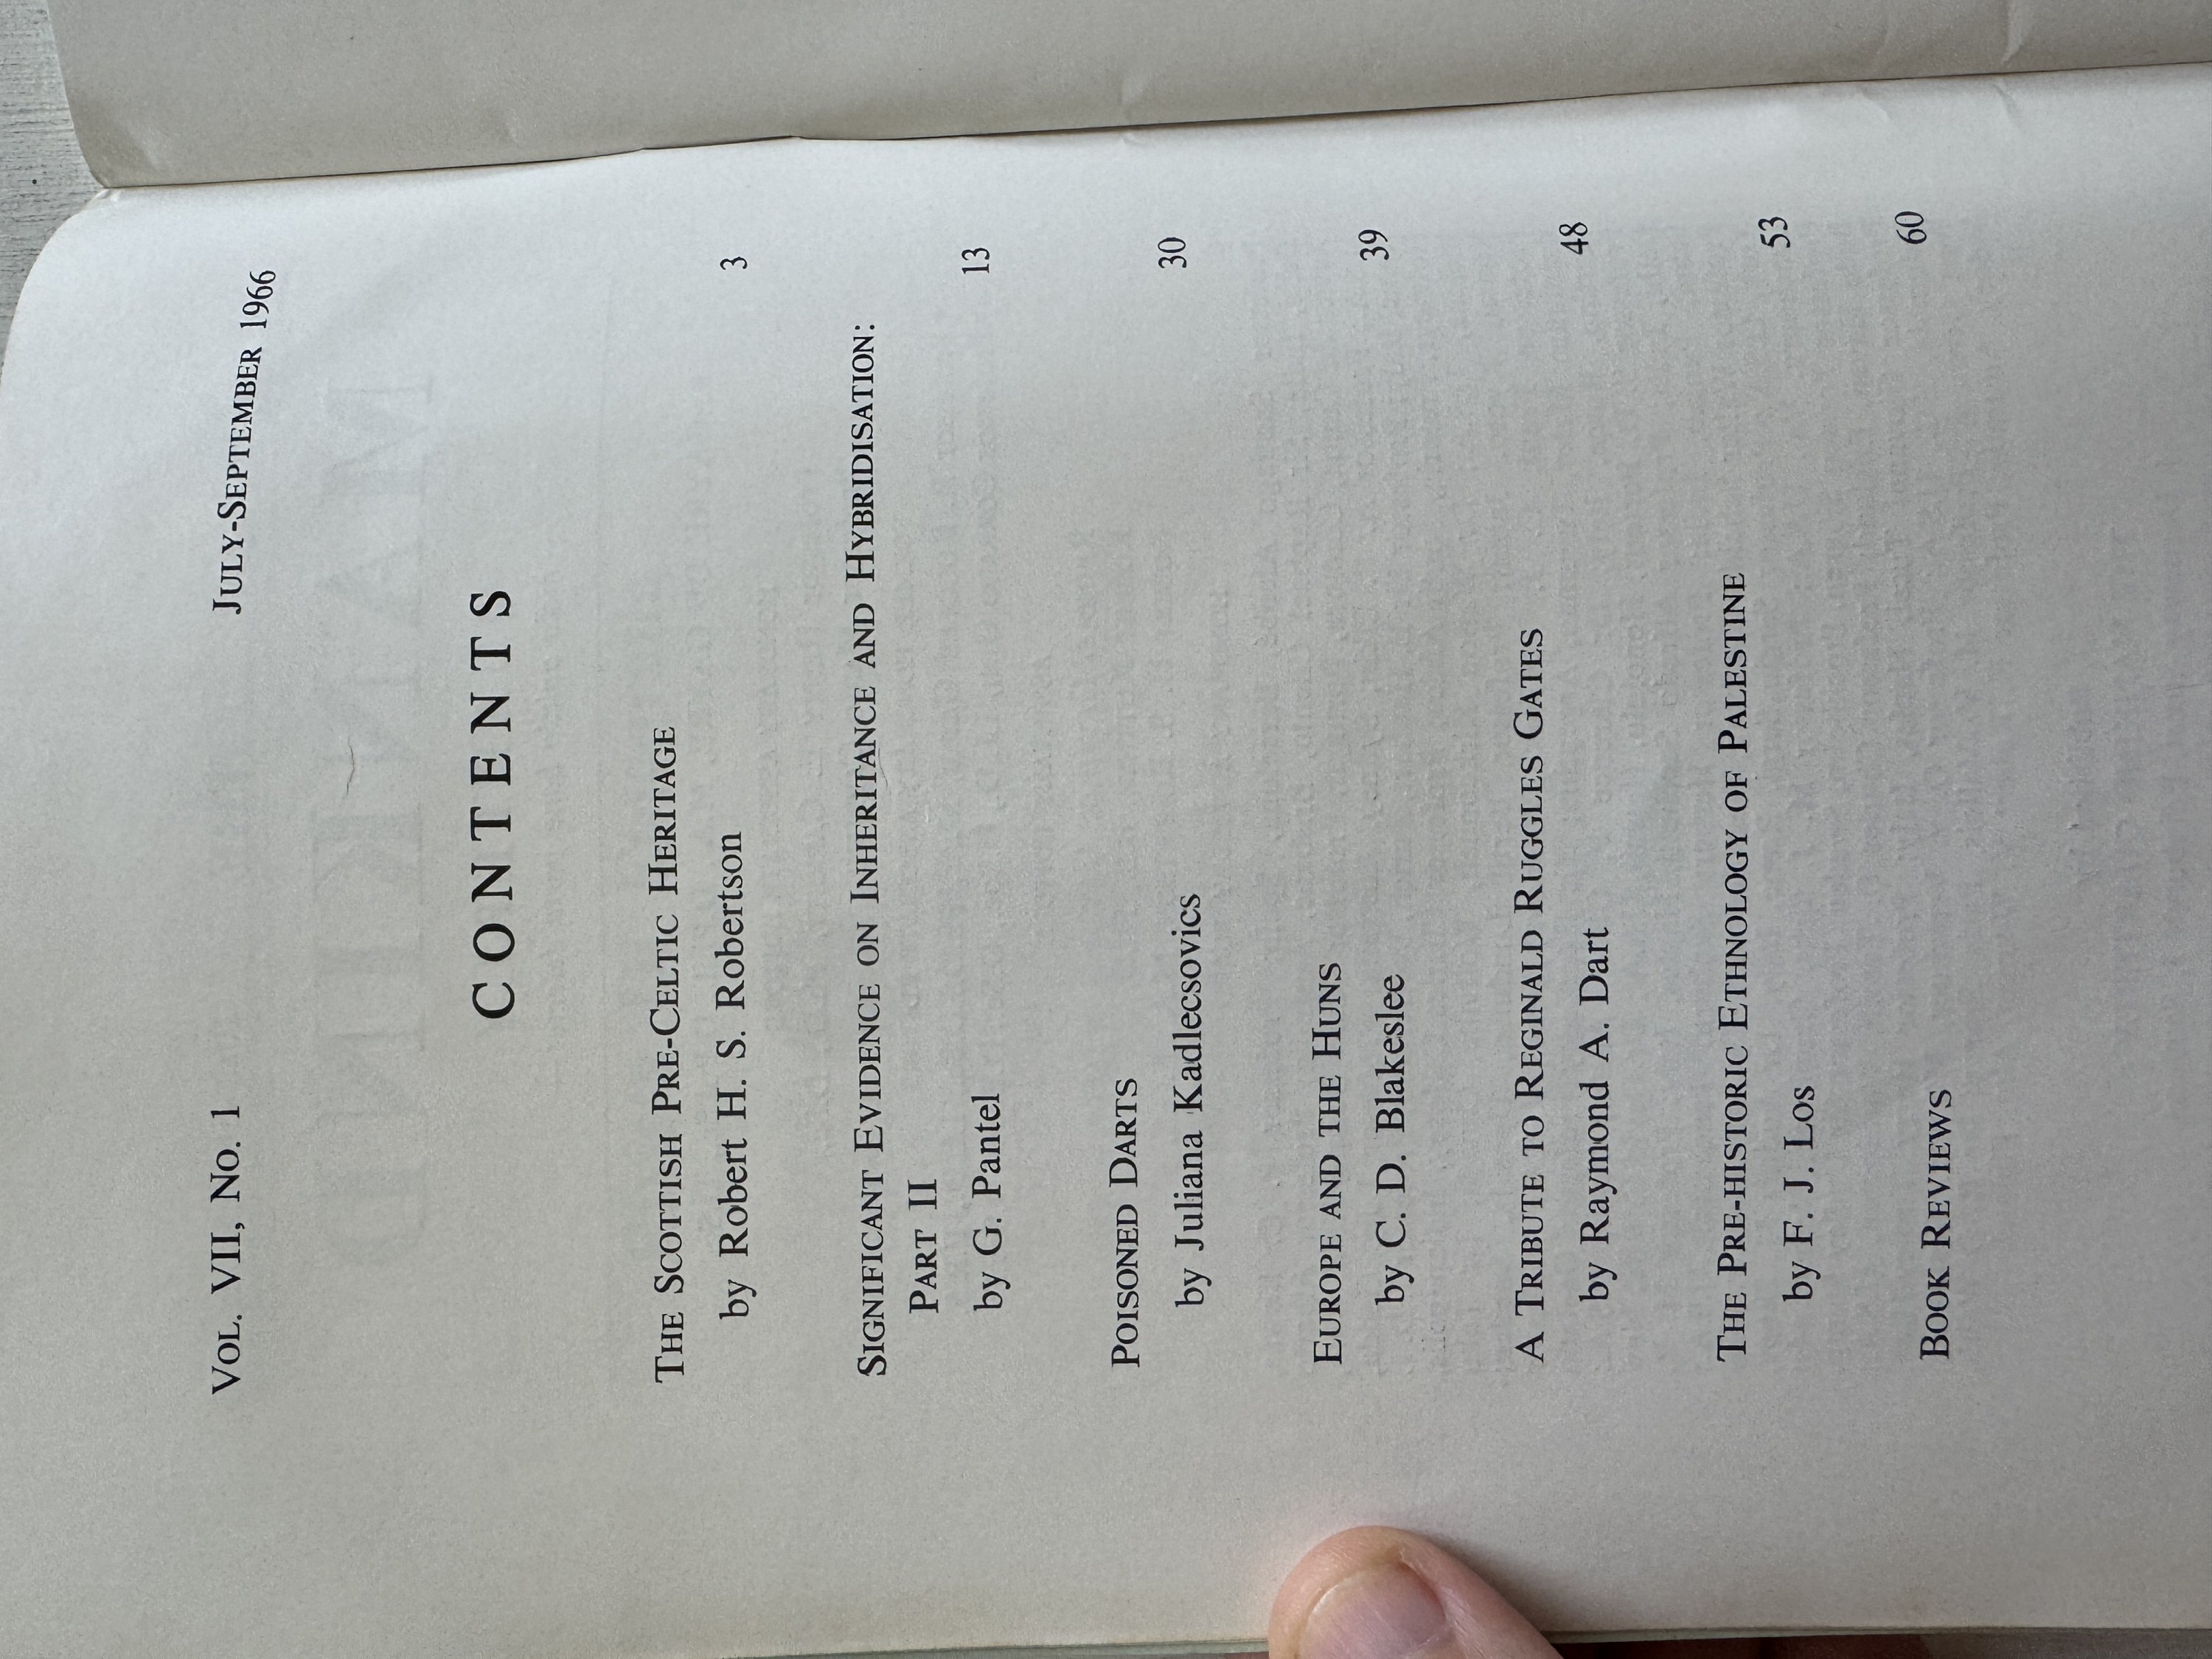 VOL. VII, NO. 1 JULY-SEPTEMBER 1966
CONTENTS
THE SCOTTISH PRE-CELTIC HERITAGE
by Robert H. S. Robertson 3
SIGNIFICANT EVIDENCE ON INHERITANCE AND HYBRIDISATION:
PART II
by G. Pantel 13
POISONED DARTS
by Juliana Kadlecsovics 30
EUROPE AND THE HUNS
by C. D. Blakeslee 39
A TRIBUTE TO REGINALD RUGGLES GATES
by Raymond A. Dart 48
THE PRE-HISTORIC ETHNOLOGY OF PALESTINE
by F. J. Los 53
BOOK REVIEWS 60